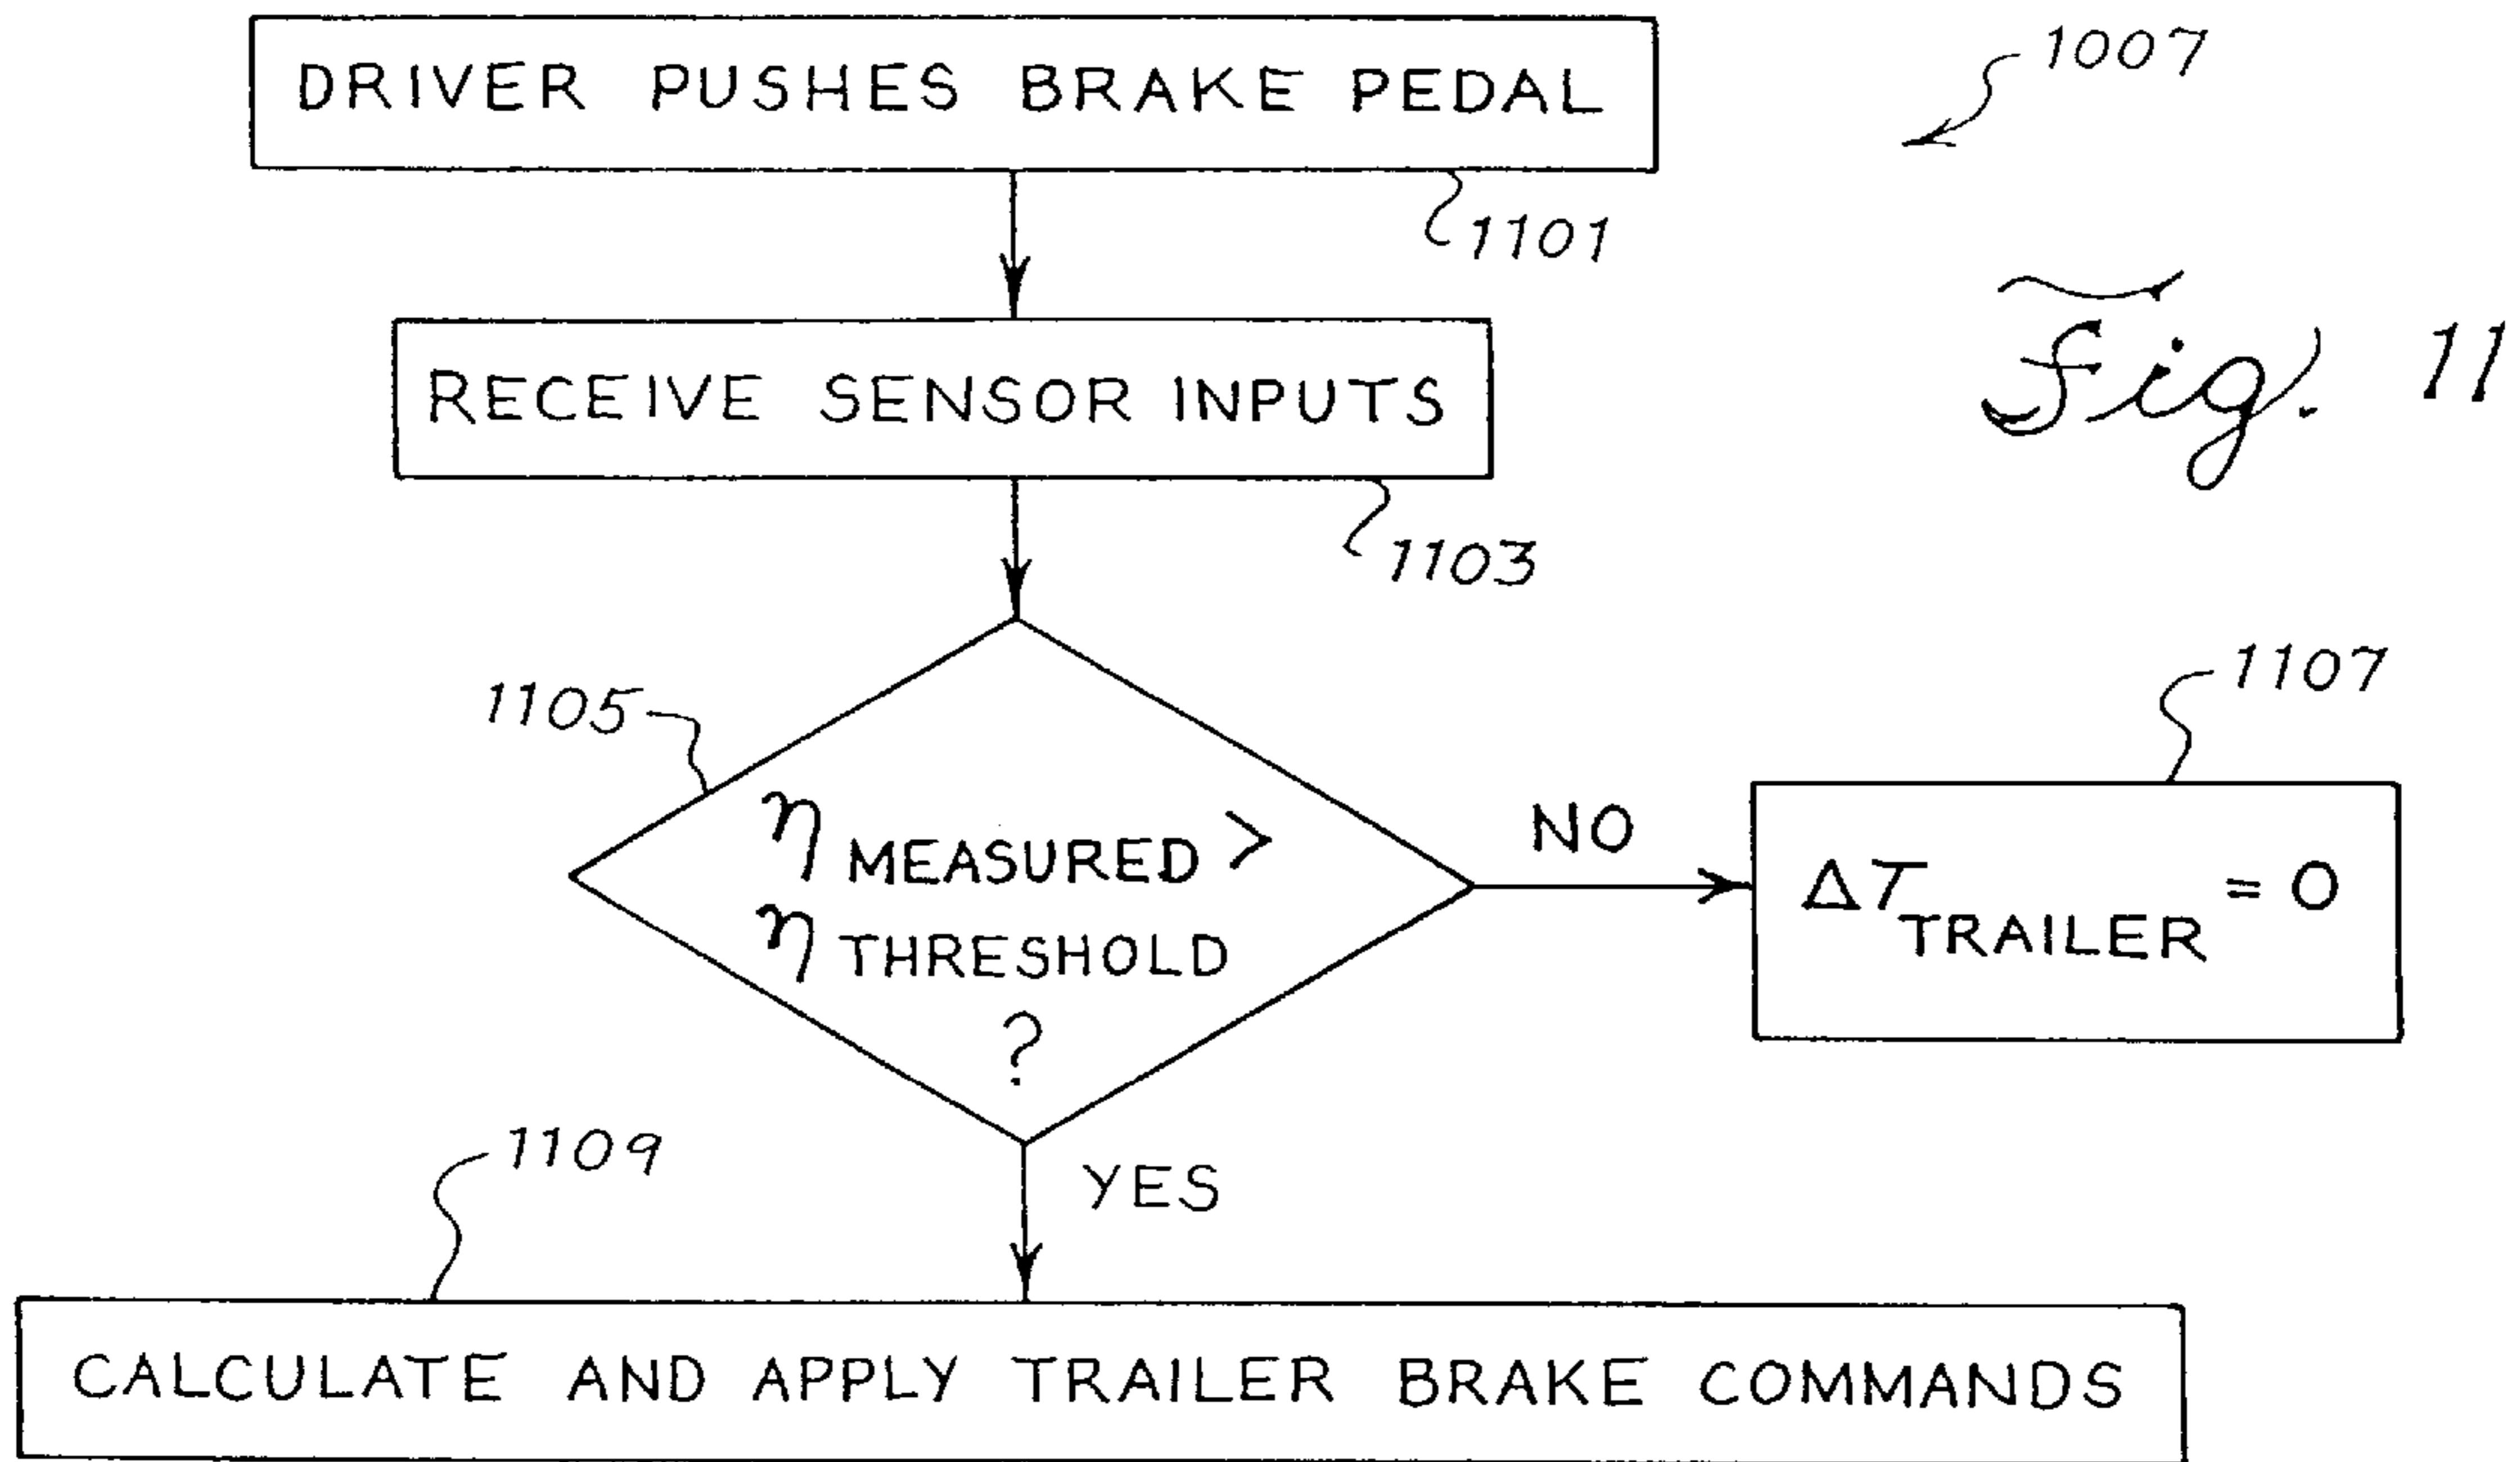 DRIVER PUSHES BRAKE PEDAL
1007
1101
Fig. 11
RECEIVE SENSOR INPUTS
1103
1105
η MEASURED >
η THRESHOLD
?
NO
1107
ΔT TRAILER = 0
YES
1109
CALCULATE AND APPLY TRAILER BRAKE COMMANDS